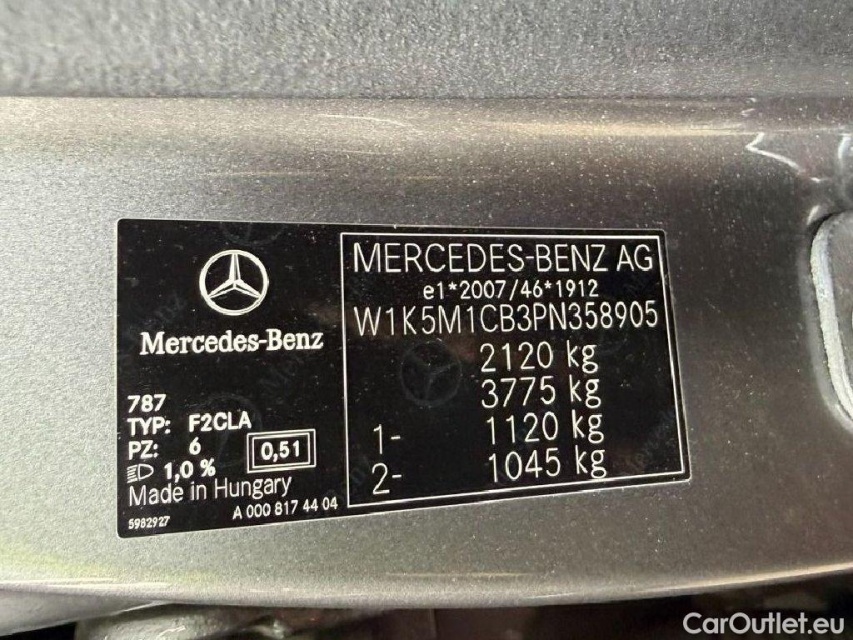 Mercedes-Benz
787
TYP: F2CLA
PZ: 6
0,51
1,0 %
Made in Hungary
5982927
A 000 817 44 04
MERCEDES-BENZ AG
e1*2007/46*1912
W1K5M1CB3PN358905
2120 kg
3775 kg
1- 1120 kg
2- 1045 kg
CarOutlet.eu